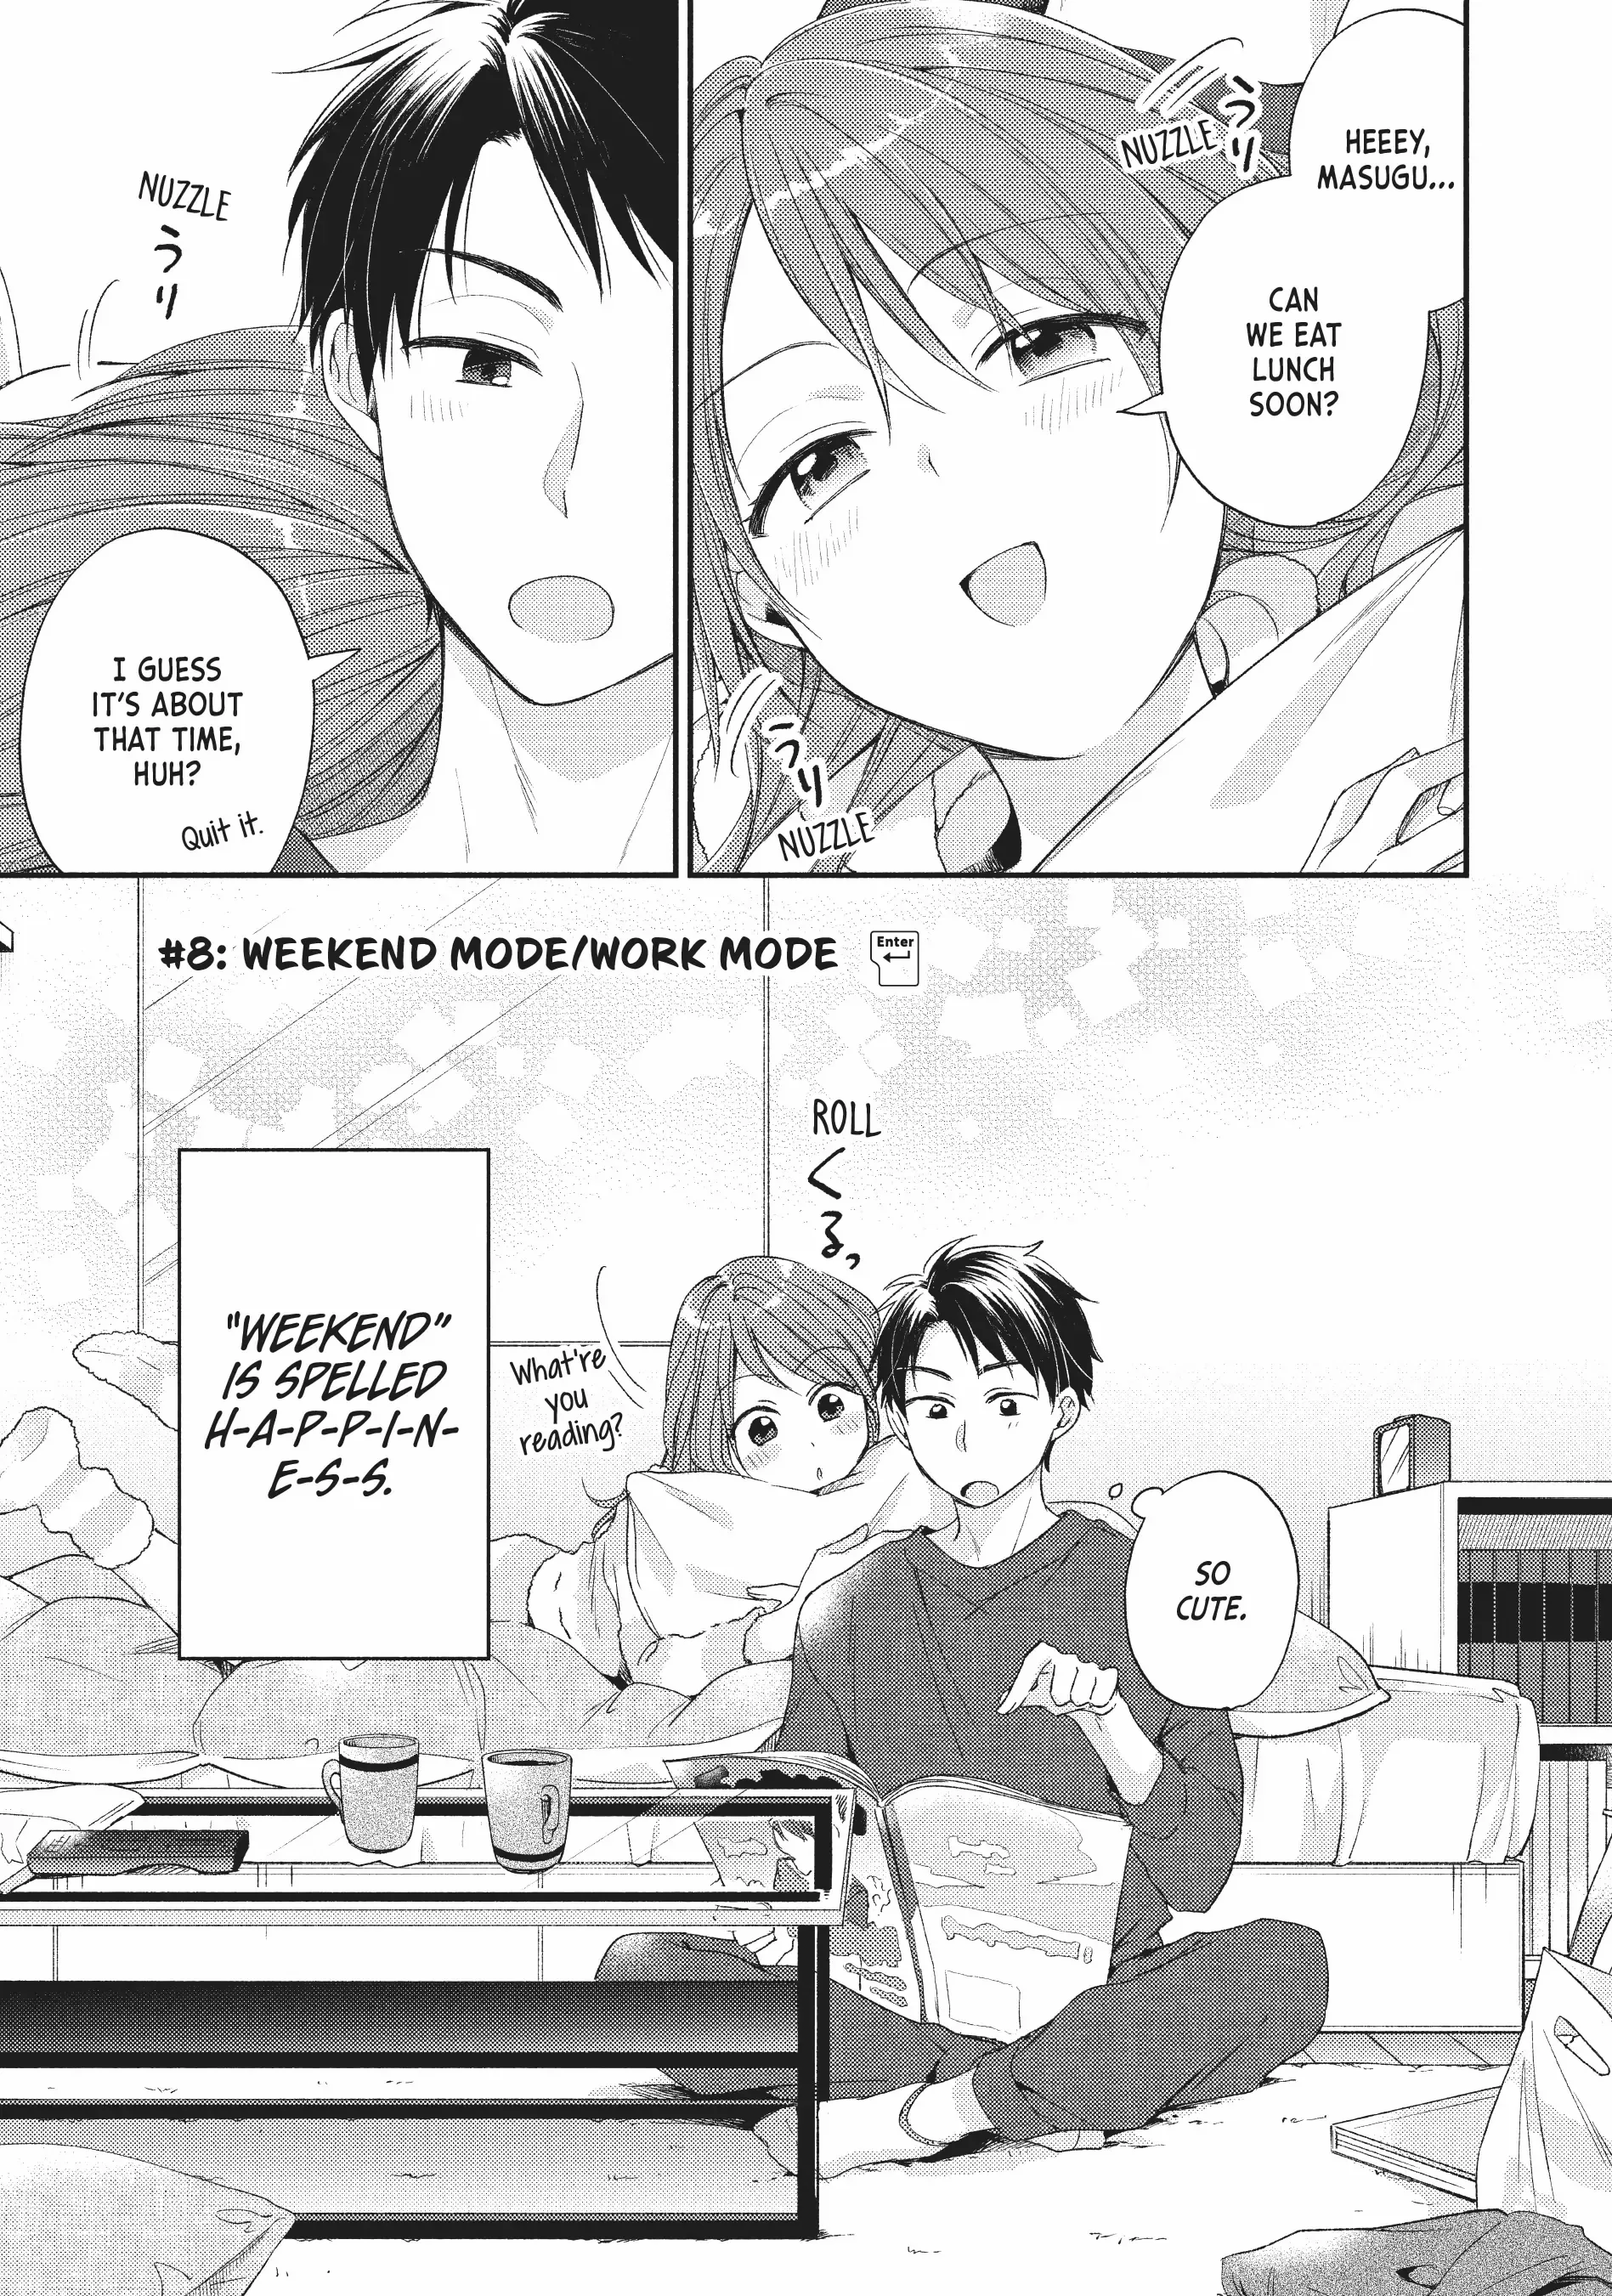 HEEEY,
MASUGU...
CAN
WE EAT
LUNCH
SOON?
うり
NUZZLE
うり
NUZZLE
NUZZLE
うり
I GUESS
IT'S ABOUT
THAT TIME,
HUH?
Quit it.
#8: WEEKEND MODE/WORK MODE
Enter
ROLL
くるっ
What're
you
reading?
SO
CUTE.
"WEEKEND"
IS SPELLED
H-A-P-P-I-N-
E-S-S.